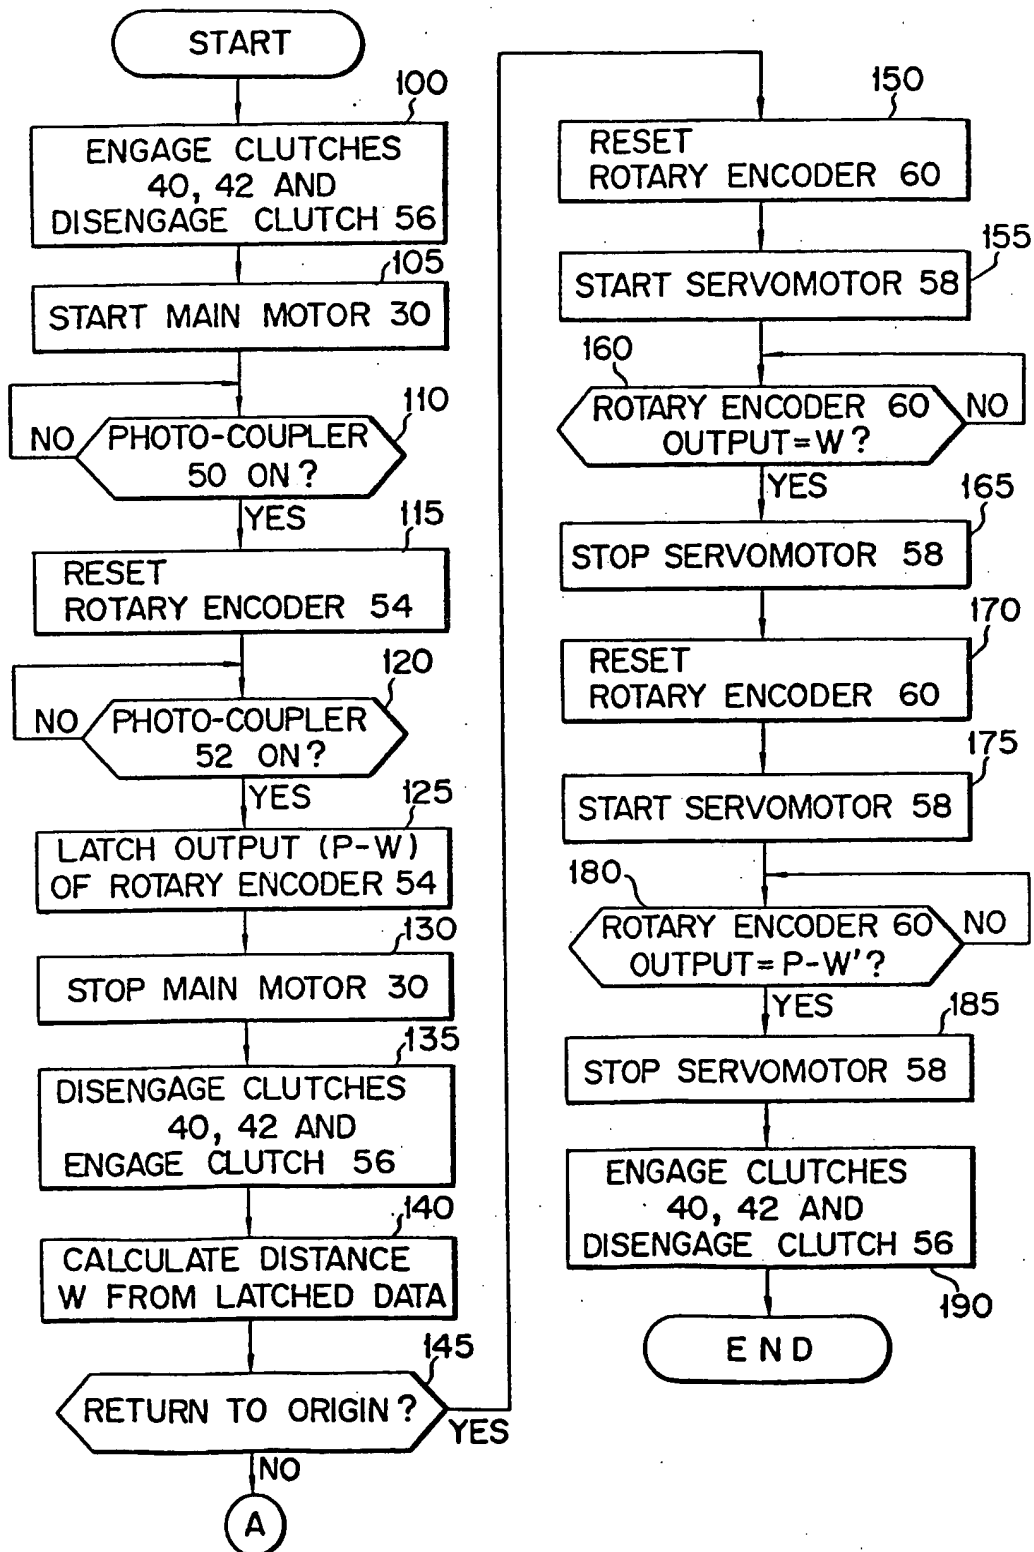 START
100
ENGAGE CLUTCHES
40, 42 AND
DISENGAGE CLUTCH 56
105
START MAIN MOTOR 30
110
NO
PHOTO-COUPLER
50 ON?
YES
115
RESET
ROTARY ENCODER 54
120
NO
PHOTO-COUPLER
52 ON?
YES
125
LATCH OUTPUT (P-W)
OF ROTARY ENCODER 54
130
STOP MAIN MOTOR 30
135
DISENGAGE CLUTCHES
40, 42 AND
ENGAGE CLUTCH 56
140
CALCULATE DISTANCE
W FROM LATCHED DATA
145
RETURN TO ORIGIN?
YES
NO
A
150
RESET
ROTARY ENCODER 60
155
START SERVOMOTOR 58
160
ROTARY ENCODER 60
OUTPUT=W?
NO
YES
165
STOP SERVOMOTOR 58
170
RESET
ROTARY ENCODER 60
175
START SERVOMOTOR 58
180
ROTARY ENCODER 60
OUTPUT=P-W'?
NO
YES
185
STOP SERVOMOTOR 58
ENGAGE CLUTCHES
40, 42 AND
DISENGAGE CLUTCH 56
190
END